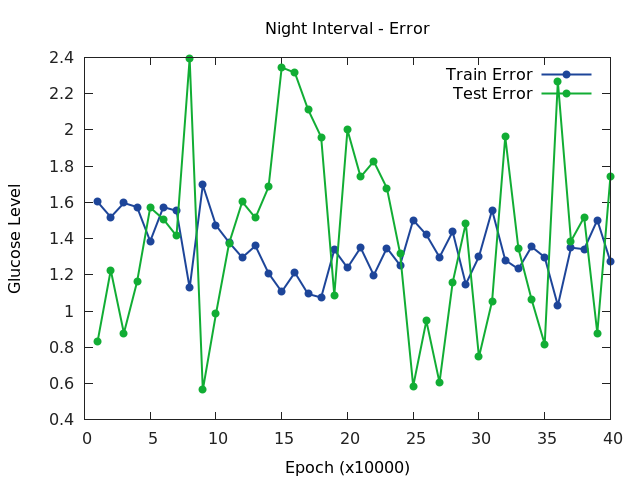 Night Interval - Error
Train Error
Test Error
2.4
2.2
2
1.8
1.6
1.4
1.2
1
0.8
0.6
0.4
Glucose Level
0 5 10 15 20 25 30 35 40
Epoch (x10000)